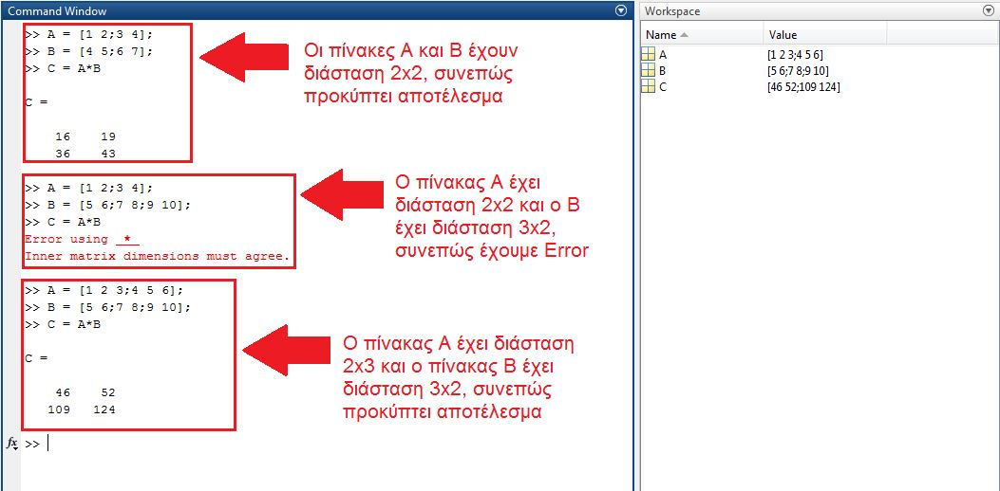 Command Window
>> A = [1 2;3 4];
>> B = [4 5;6 7];
>> C = A*B
C =
16 19
36 43
Οι πίνακες Α και Β έχουν
διάσταση 2x2, συνεπώς
προκύπτει αποτέλεσμα
>> A = [1 2;3 4];
>> B = [5 6;7 8;9 10];
>> C = A*B
Error using *
Inner matrix dimensions must agree.
Ο πίνακας Α έχει
διάσταση 2x2 και ο Β
έχει διάσταση 3x2,
συνεπώς έχουμε Error
>> A = [1 2 3;4 5 6];
>> B = [5 6;7 8;9 10];
>> C = A*B
C =
46 52
109 124
Ο πίνακας Α έχει διάσταση
2x3 και ο πίνακας Β έχει
διάσταση 3x2, συνεπώς
προκύπτει αποτέλεσμα
fx >>
Workspace
Name Value
A [1 2 3;4 5 6]
B [5 6;7 8;9 10]
C [46 52;109 124]